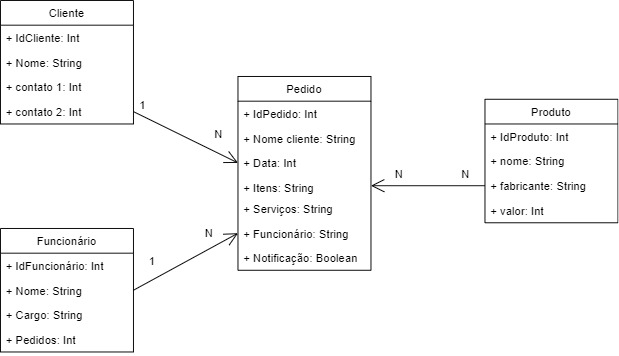 Cliente
+ IdCliente: Int
+ Nome: String
+ contato 1: Int
+ contato 2: Int
1
N
Pedido
+ IdPedido: Int
+ Nome cliente: String
+ Data: Int
+ Itens: String
+ Serviços: String
+ Funcionário: String
+ Notificação: Boolean
N
N
Produto
+ IdProduto: Int
+ nome: String
+ fabricante: String
+ valor: Int
Funcionário
+ IdFuncionário: Int
+ Nome: String
+ Cargo: String
+ Pedidos: Int
1
N